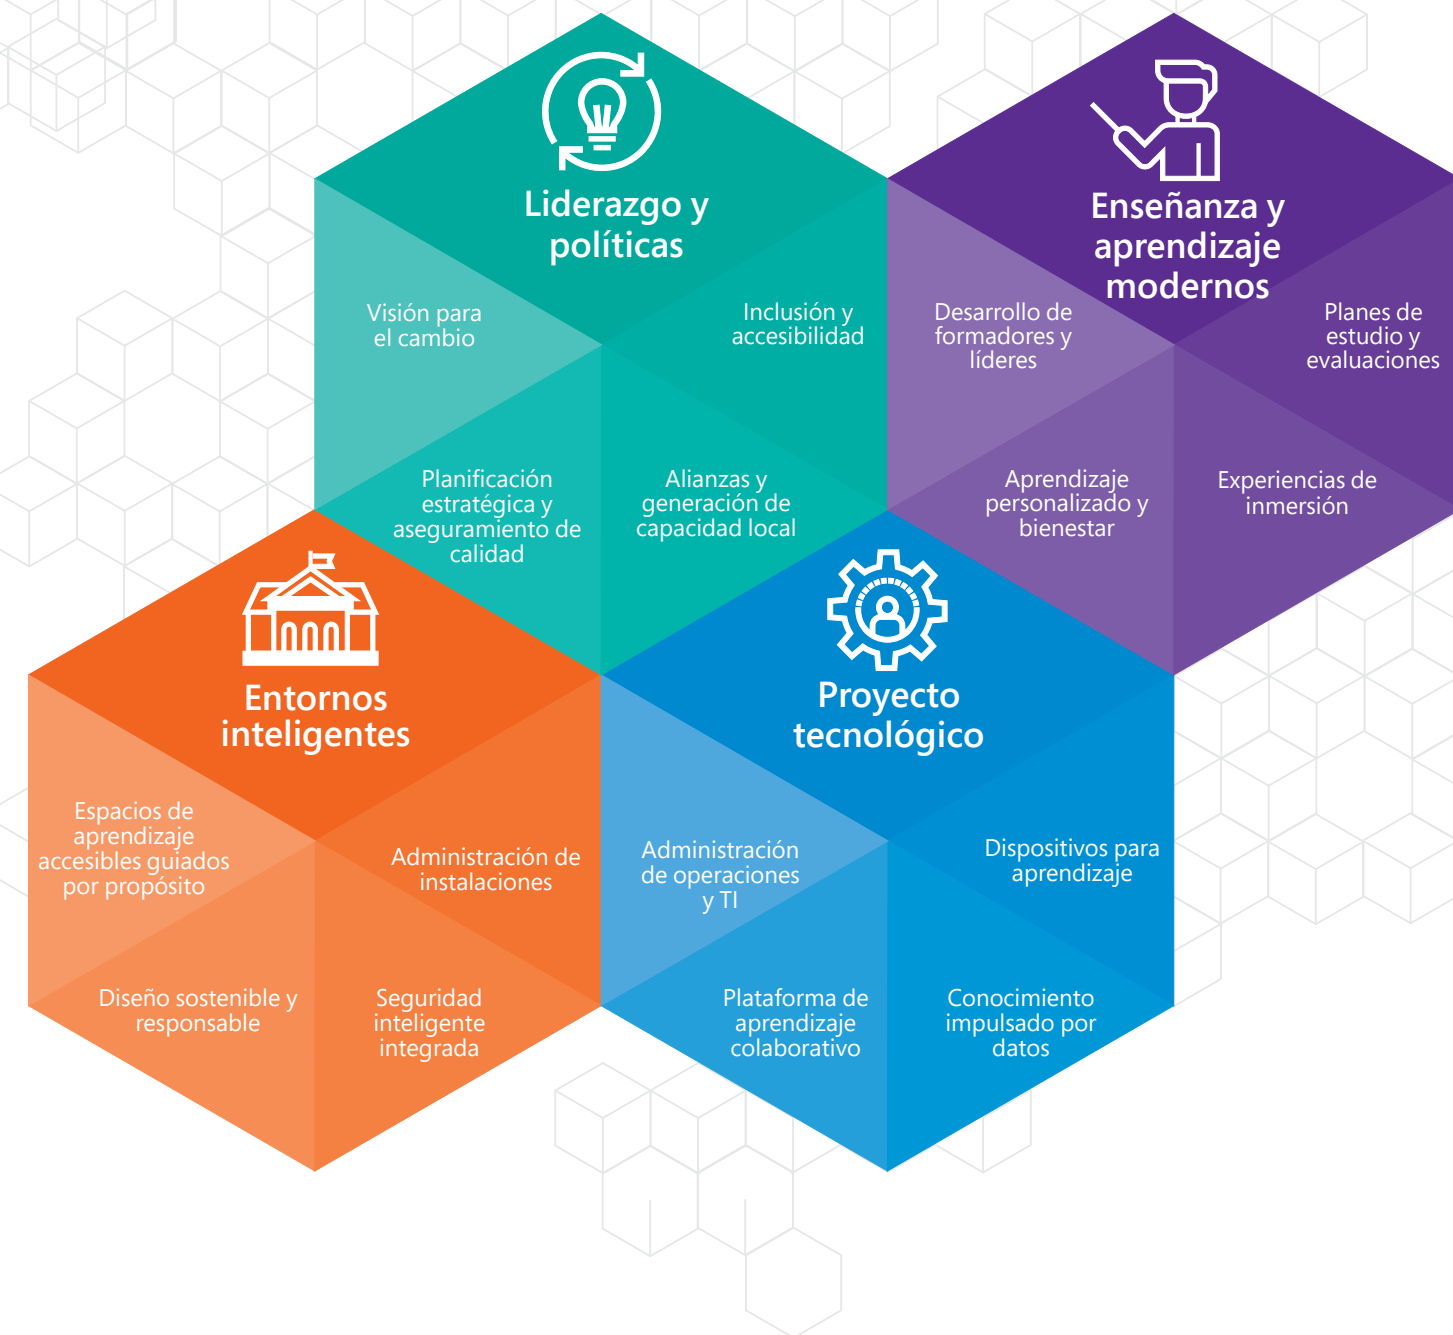 Liderazgo y
políticas
Visión para
el cambio
Inclusión y
accesibilidad
Planificación
estratégica y
aseguramiento de
calidad
Alianzas y
generación de
capacidad local
Enseñanza y
aprendizaje
modernos
Desarrollo de
formadores y
líderes
Planes de
estudio y
evaluaciones
Aprendizaje
personalizado y
bienestar
Experiencias de
inmersión
Entornos
inteligentes
Espacios de
aprendizaje
accesibles guiados
por propósito
Administración de
instalaciones
Diseño sostenible y
responsable
Seguridad
inteligente
integrada
Proyecto
tecnológico
Administración
de operaciones
y TI
Dispositivos para
aprendizaje
Plataforma de
aprendizaje
colaborativo
Conocimiento
impulsado por
datos